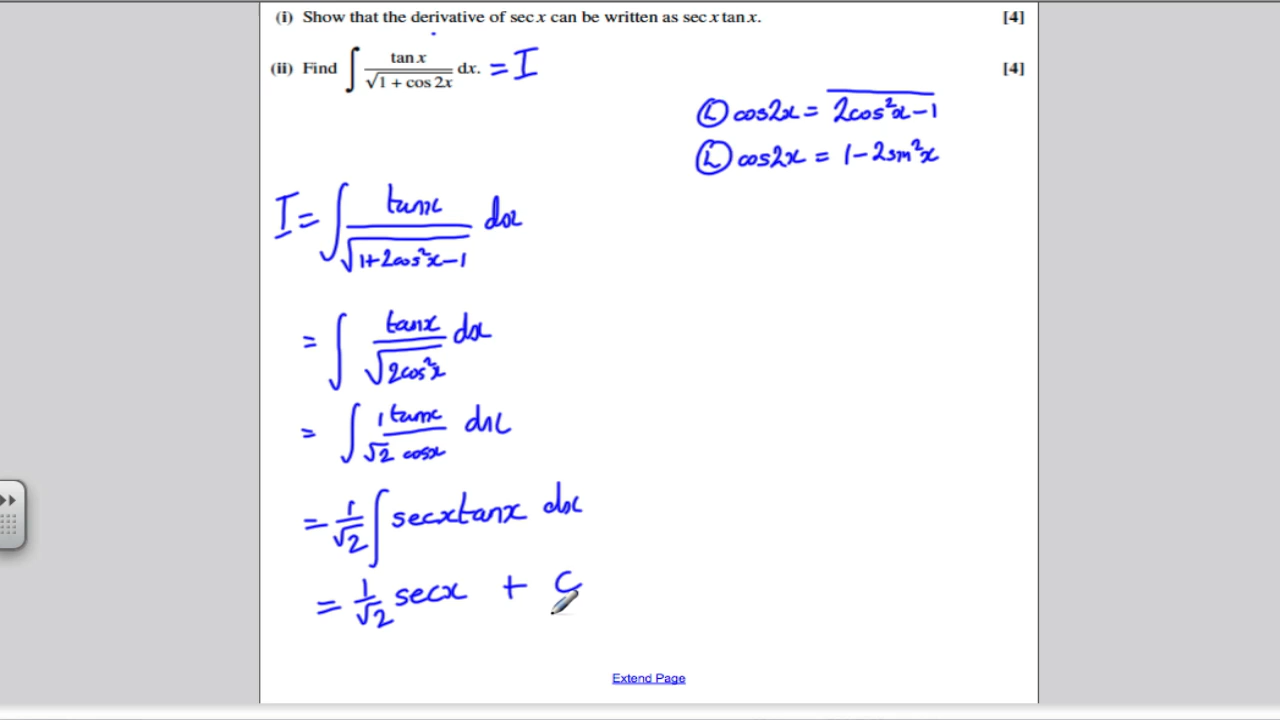 (i) Show that the derivative of sec x can be written as sec x tan x. [4]
(ii) Find ∫ tan x / √(1 + cos 2x) dx. = I [4]
Ⓛ cos2x = 2cos²x − 1
Ⓛ cos2x = 1 − 2sin²x
I = ∫ tanx / √(1+2cos²x−1) dx
= ∫ tanx / √(2cos²x) dx
= ∫ 1 tanx / √2 cosx dx
= 1/√2 ∫ secxtanx dx
= 1/√2 secx + C
Extend Page